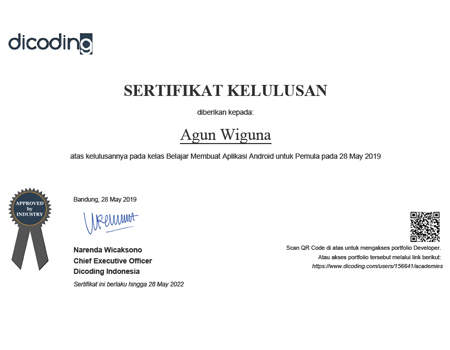 dicoding
SERTIFIKAT KELULUSAN
diberikan kepada:
Agun Wiguna
atas kelulusannya pada kelas Belajar Membuat Aplikasi Android untuk Pemula pada 28 May 2019
APPROVED
by
INDUSTRY
Bandung, 28 May 2019
Narenda Wicaksono
Chief Executive Officer
Dicoding Indonesia
Sertifikat ini berlaku hingga 28 May 2022
Scan QR Code di atas untuk mengakses portfolio Developer.
Atau akses portfolio tersebut melalui link berikut:
https://www.dicoding.com/users/156641/academies